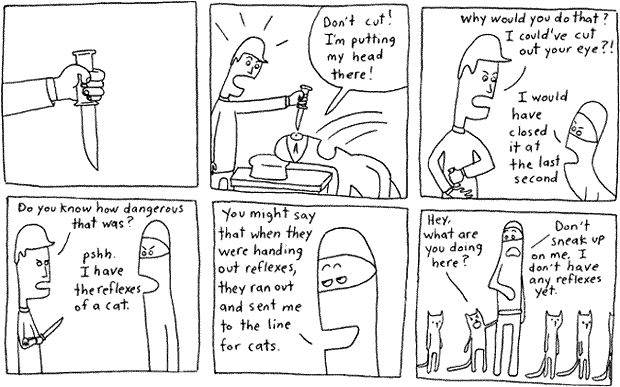 Don't cut!
I'm putting
my head
there!
Why would you do that?
I could've cut
out your eye?!
I would
have
closed
it at
the last
second
Do you know how dangerous
that was?
pshh.
I have
the reflexes
of a cat.
You might say
that when they
were handing
out reflexes,
they ran out
and sent me
to the line
for cats.
Hey,
what are
you doing
here?
Don't
sneak up
on me. I
don't have
any reflexes
yet.